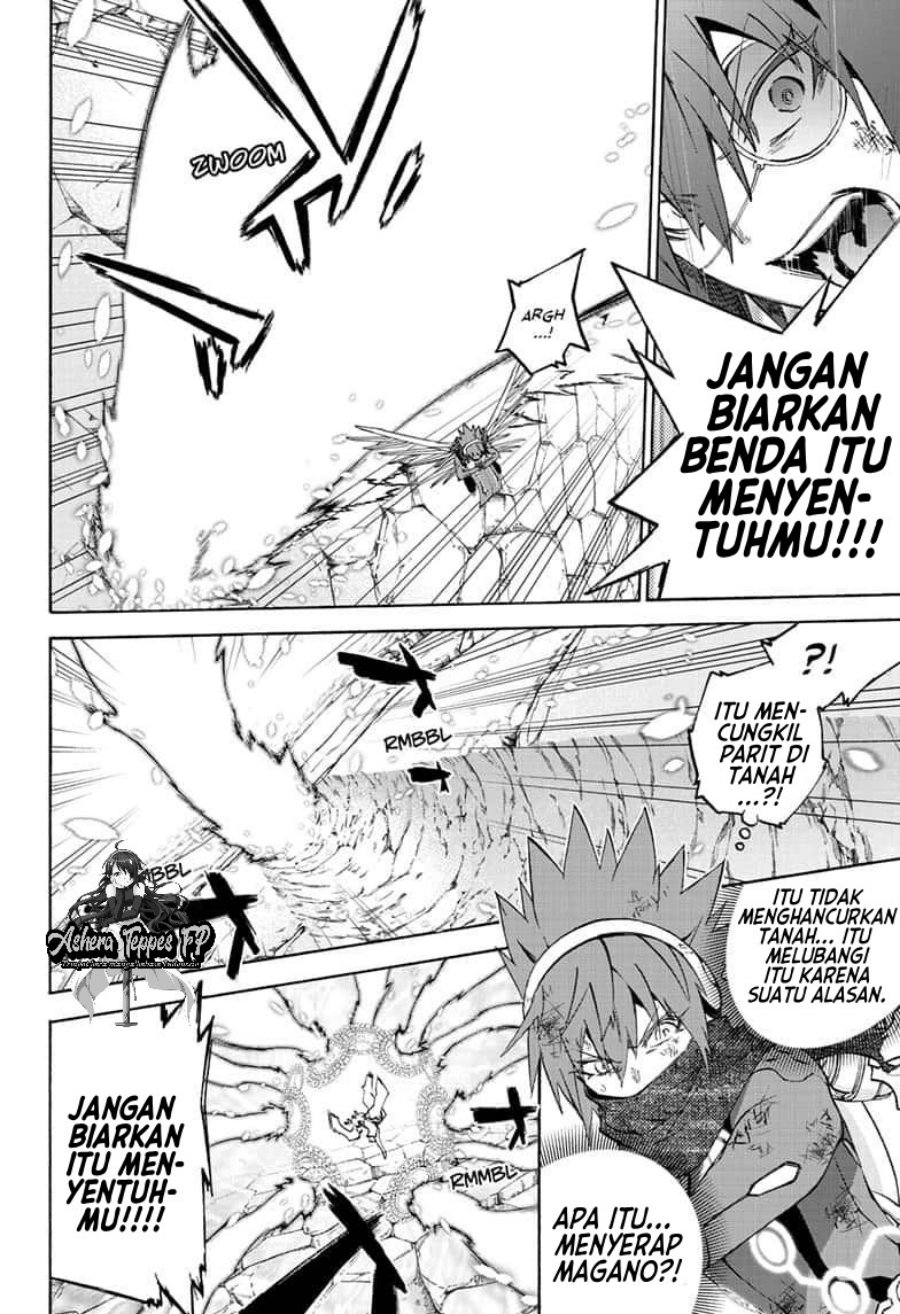 JANGAN
BIARKAN
BENDA ITU
MENYEN-
TUHMU!!!
ARGH
....!
ZWOOM
?!
ITU MEN-
CUNGKIL
PARIT DI
TANAH
...?!
RMBBL
ITU TIDAK
MENGHANCURKAN
TANAH... ITU
MELUBANGI
ITU KARENA
SUATU ALASAN.
APA ITU...
MENYERAP
MAGANO?!
RMMBL
JANGAN
BIARKAN
ITU MEN-
YENTUH-
MU!!!!
Ashera Teppes FP